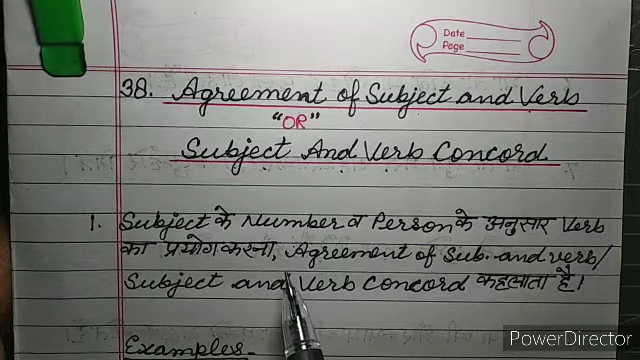 Date
Page
38. Agreement of Subject and Verb
"OR"
Subject And Verb Concord
1. Subject के Number व Person के अनुसार Verb
का प्रयोग करना, Agreement of Sub. and verb/
Subject and Verb Concord कहलाता है।
Examples-
PowerDirector